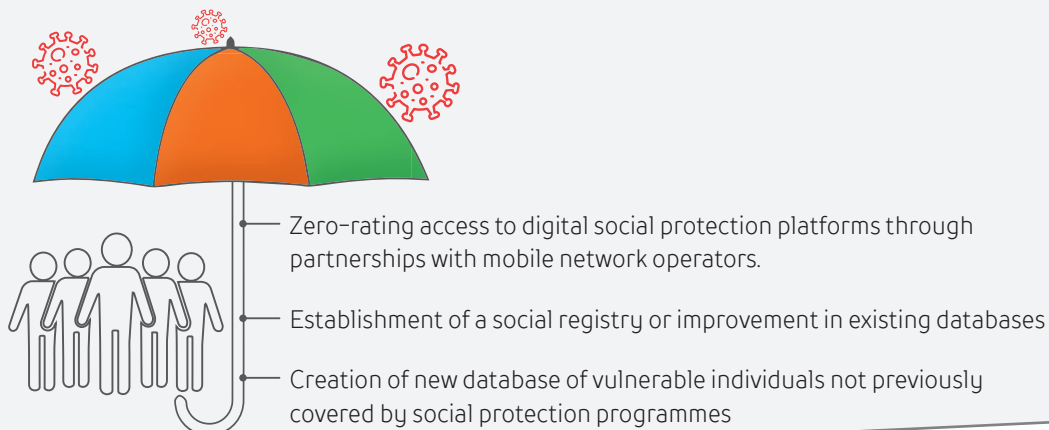 Zero-rating access to digital social protection platforms through
partnerships with mobile network operators.
Establishment of a social registry or improvement in existing databases
Creation of new database of vulnerable individuals not previously
covered by social protection programmes